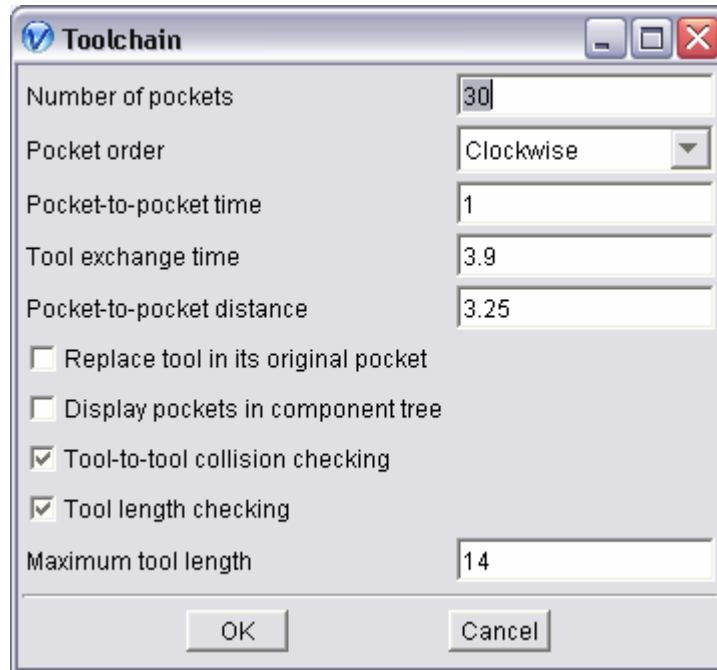 Toolchain
Number of pockets 30
Pocket order Clockwise
Pocket-to-pocket time 1
Tool exchange time 3.9
Pocket-to-pocket distance 3.25
Replace tool in its original pocket
Display pockets in component tree
Tool-to-tool collision checking
Tool length checking
Maximum tool length 14
OK Cancel